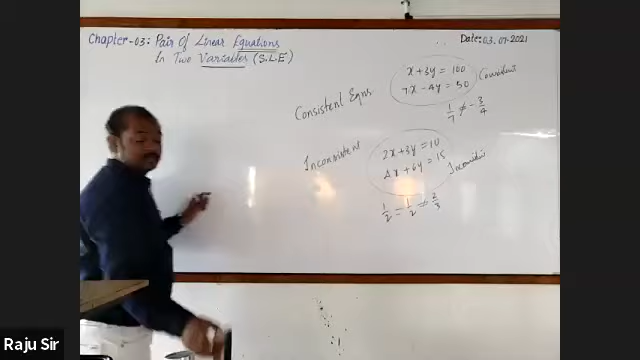 Chapter-03: Pair Of Linear Equations
In Two Variables (S.L.E)
Date: 03.07.2021
Consistent Eqns.
x + 3y = 100
7x - 4y = 50
Consistent
1/7 ≠ -3/4
Inconsistent
2x + 3y = 10
4x + 6y = 15
1/2 = 1/2 ≠ 2/3
Raju Sir